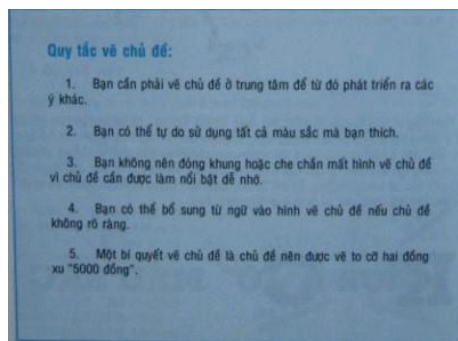 Quy tắc vẽ chủ đề:
1. Bạn cần phải vẽ chủ đề ở trung tâm để từ đó phát triển ra các
ý khác.
2. Bạn có thể tự do sử dụng tất cả màu sắc mà bạn thích.
3. Bạn không nên đóng khung hoặc che chắn mất hình vẽ chủ đề
vì chủ đề cần được làm nổi bật dễ nhớ.
4. Bạn có thể bổ sung từ ngữ vào hình vẽ chủ đề nếu chủ đề
không rõ ràng.
5. Một bí quyết vẽ chủ đề là chủ đề nên được vẽ to cỡ hai đồng
xu "5000 đồng".